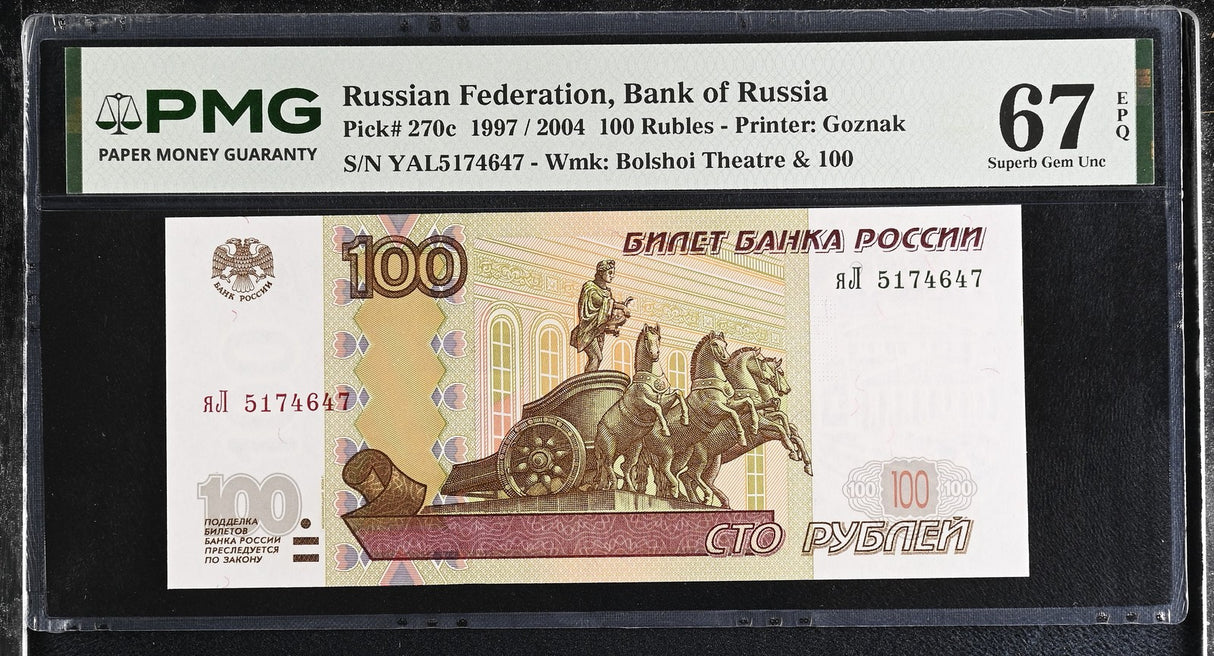 PMG
PAPER MONEY GUARANTY
Russian Federation, Bank of Russia
Pick# 270c 1997 / 2004 100 Rubles - Printer: Goznak
S/N YAL5174647 - Wmk: Bolshoi Theatre & 100
67
EPQ
Superb Gem Unc
БАНК РОССИИ
100
БИЛЕТ БАНКА РОССИИ
яЛ 5174647
яЛ 5174647
100
ПОДДЕЛКА
БИЛЕТОВ
БАНКА РОССИИ
ПРЕСЛЕДУЕТСЯ
ПО ЗАКОНУ
100 100 100
СТО РУБЛЕЙ